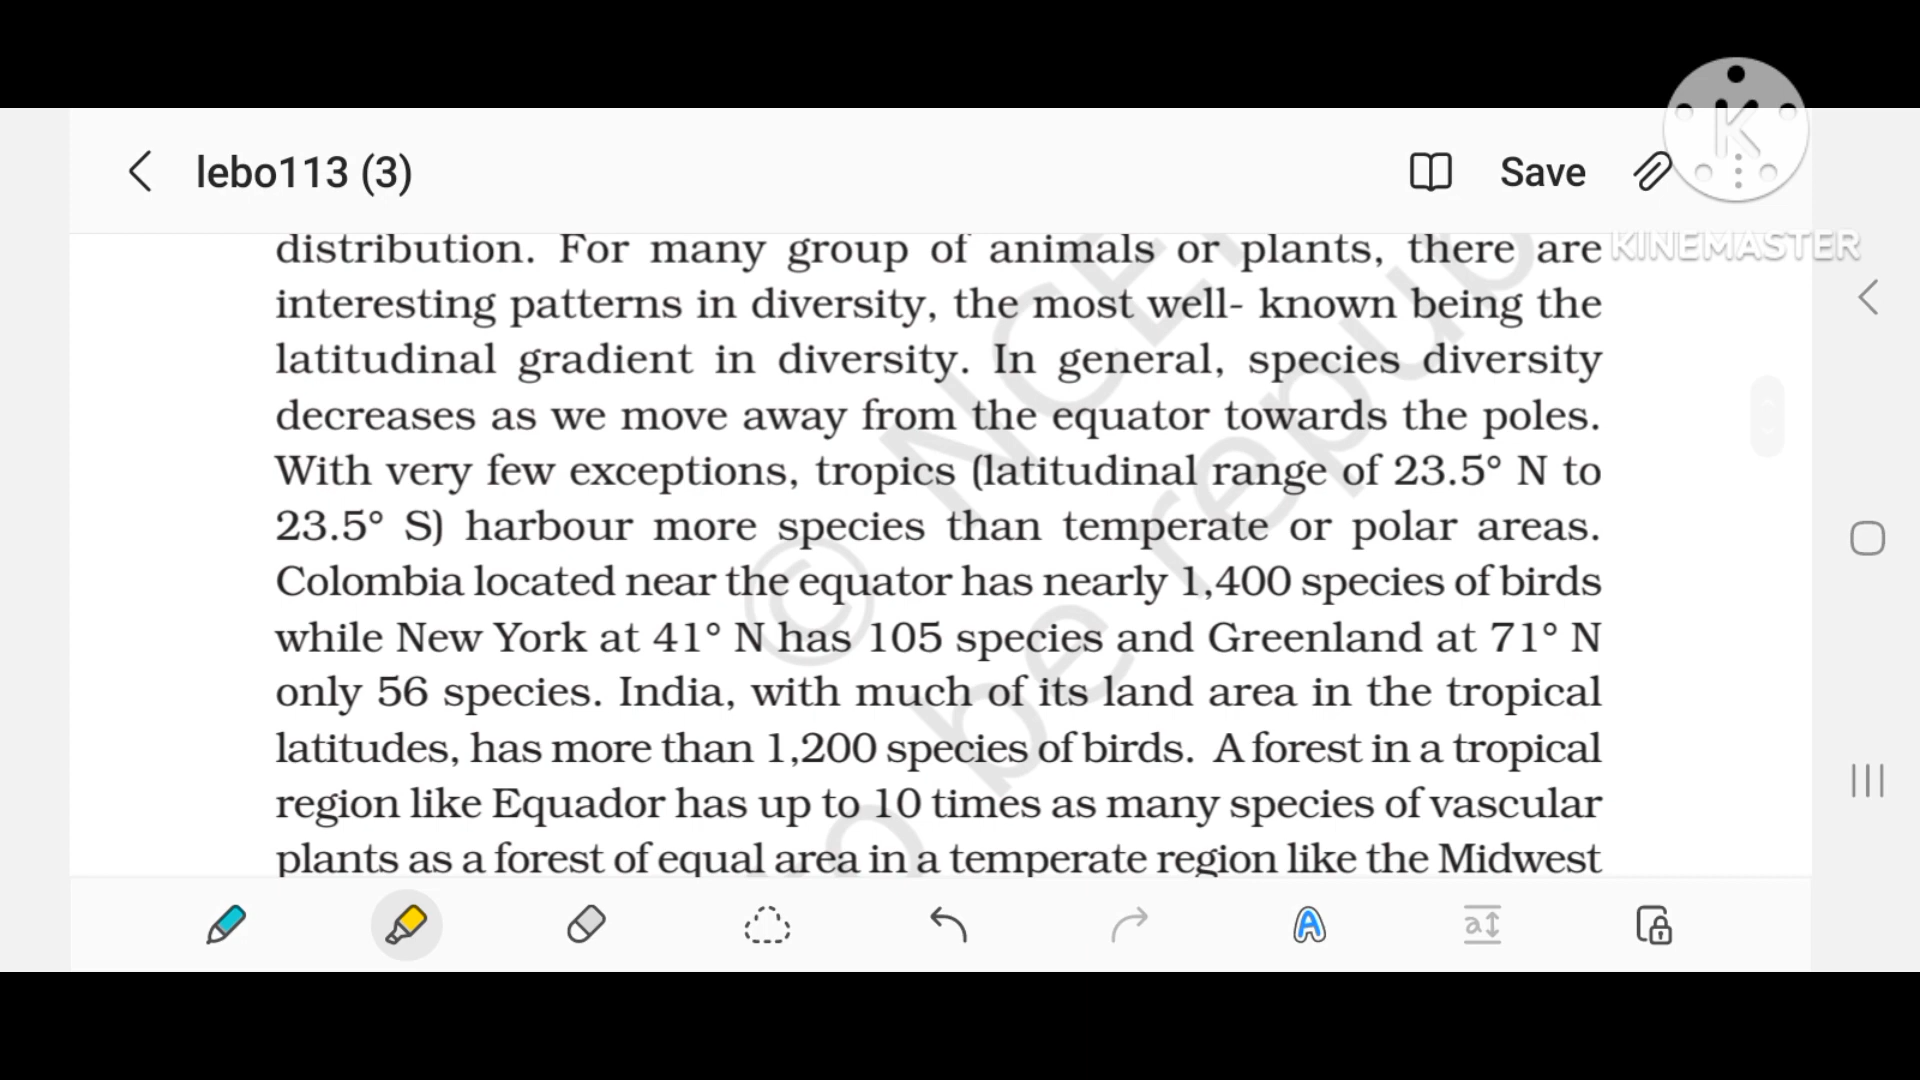 lebo113 (3)
Save
K
KINEMASTER
distribution. For many group of animals or plants, there are
interesting patterns in diversity, the most well- known being the
latitudinal gradient in diversity. In general, species diversity
decreases as we move away from the equator towards the poles.
With very few exceptions, tropics (latitudinal range of 23.5° N to
23.5° S) harbour more species than temperate or polar areas.
Colombia located near the equator has nearly 1,400 species of birds
while New York at 41° N has 105 species and Greenland at 71° N
only 56 species. India, with much of its land area in the tropical
latitudes, has more than 1,200 species of birds. A forest in a tropical
region like Equador has up to 10 times as many species of vascular
plants as a forest of equal area in a temperate region like the Midwest
© NCE
o be repub
A
a